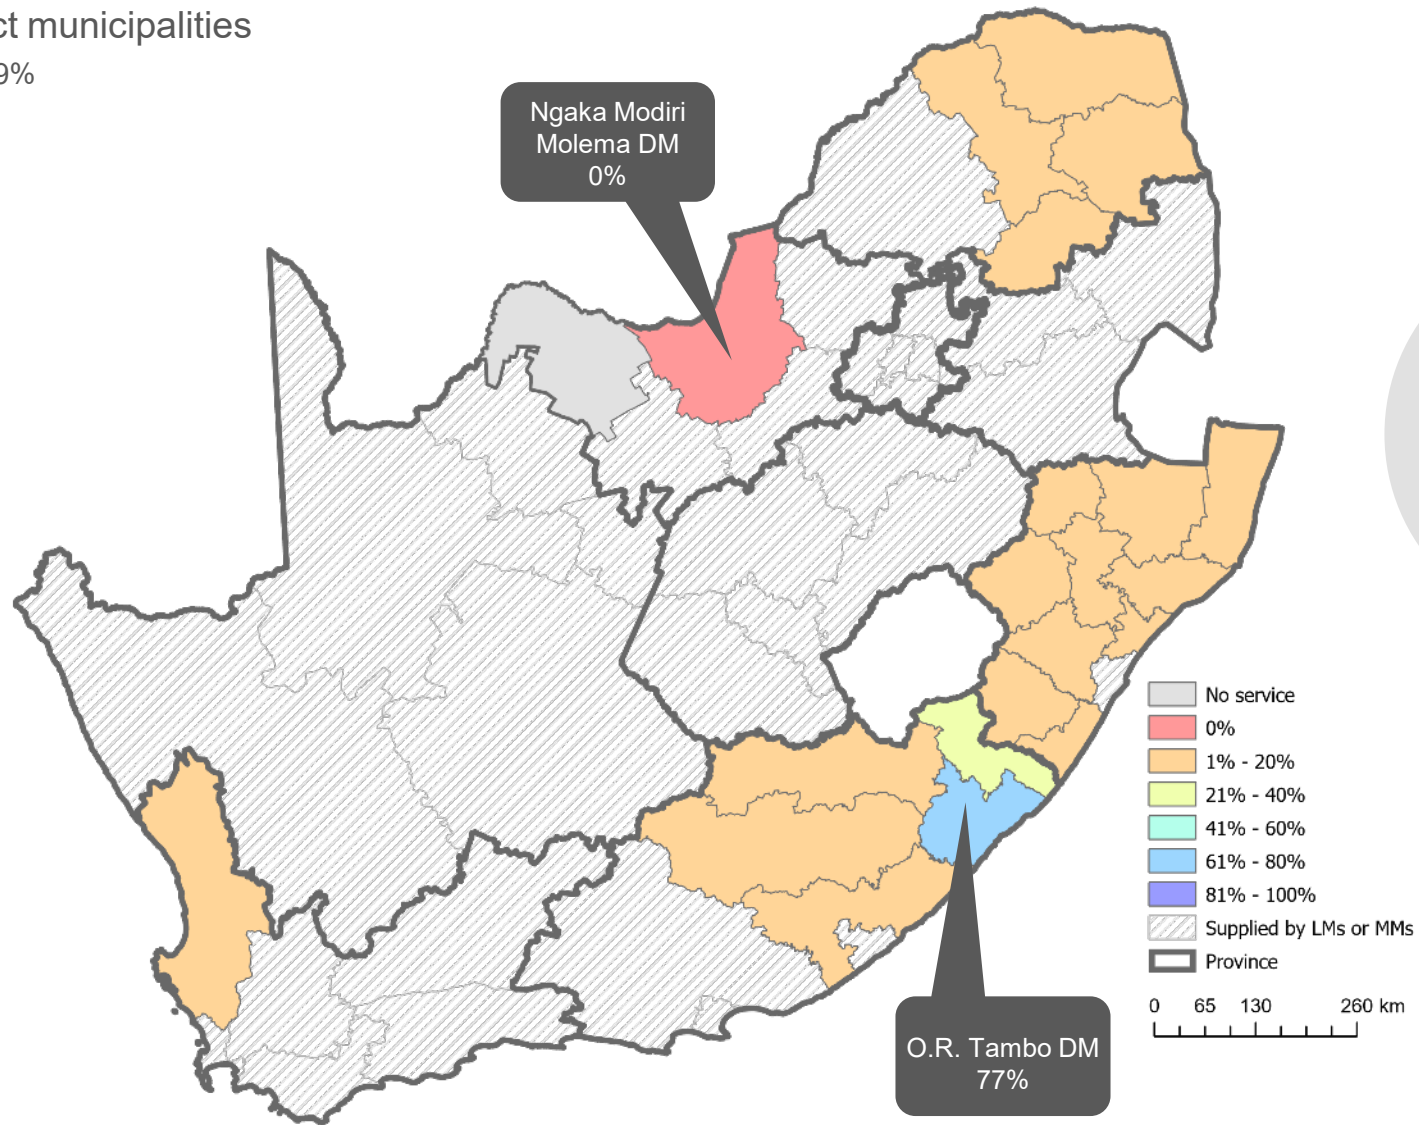 ct municipalities
9%
Ngaka Modiri
Molema DM
0%
No service
0%
1% - 20%
21% - 40%
41% - 60%
61% - 80%
81% - 100%
Supplied by LMs or MMs
Province
0 65 130 260 km
O.R. Tambo DM
77%